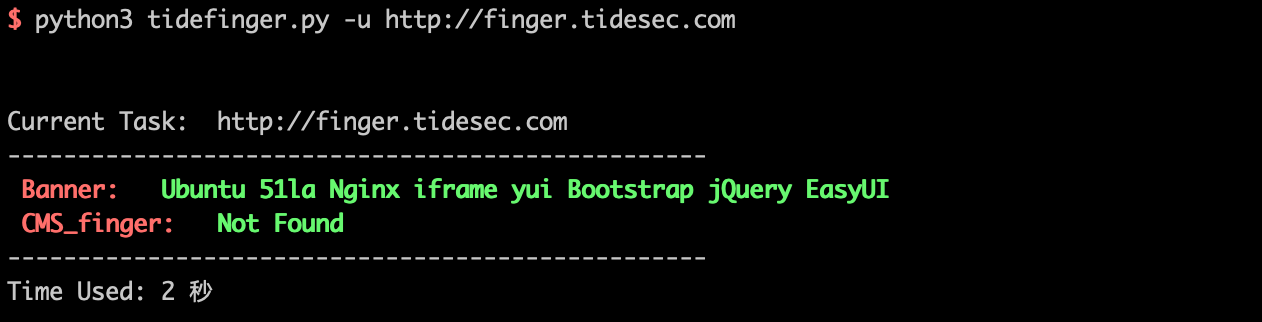 $ python3 tidefinger.py -u http://finger.tidesec.com
Current Task:  http://finger.tidesec.com
--------------------------------------------------
Banner:   Ubuntu 51la Nginx iframe yui Bootstrap jQuery EasyUI
CMS_finger:   Not Found
--------------------------------------------------
Time Used: 2 秒